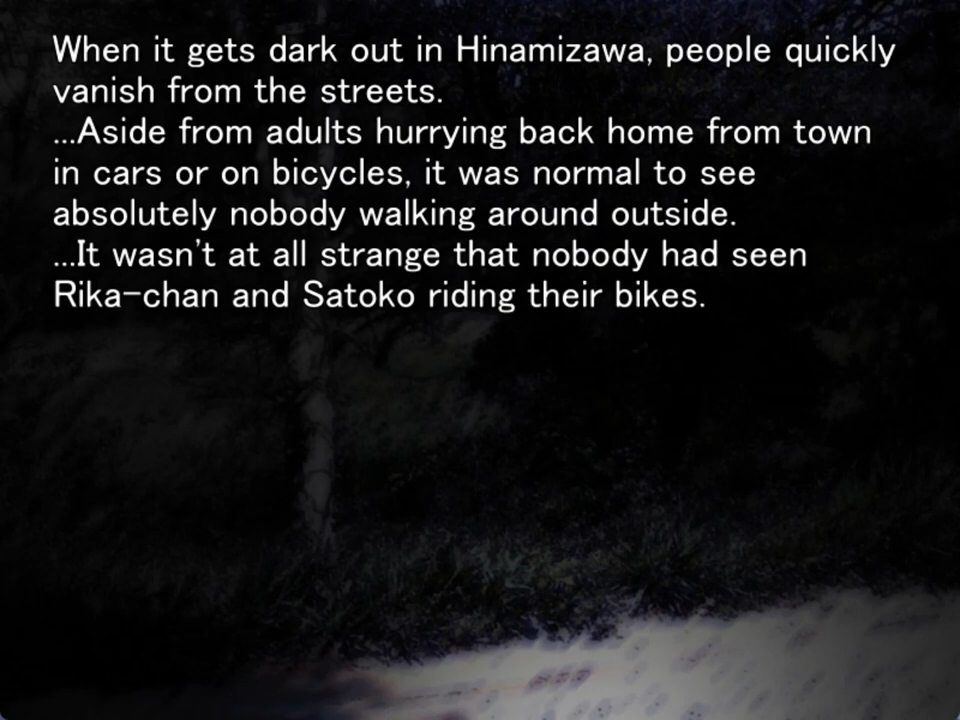 When it gets dark out in Hinamizawa, people quickly
vanish from the streets.
...Aside from adults hurrying back home from town
in cars or on bicycles, it was normal to see
absolutely nobody walking around outside.
...It wasn't at all strange that nobody had seen
Rika-chan and Satoko riding their bikes.